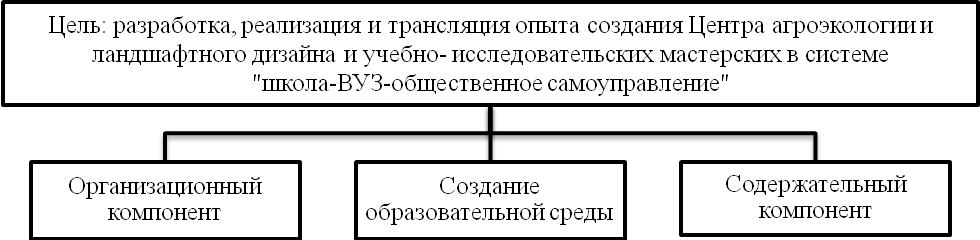 Цель: разработка, реализация и трансляция опыта создания Центра агроэкологии и
ландшафтного дизайна и учебно- исследовательских мастерских в системе
"школа-ВУЗ-общественное самоуправление"
Организационный
компонент
Создание
образовательной среды
Содержательный
компонент